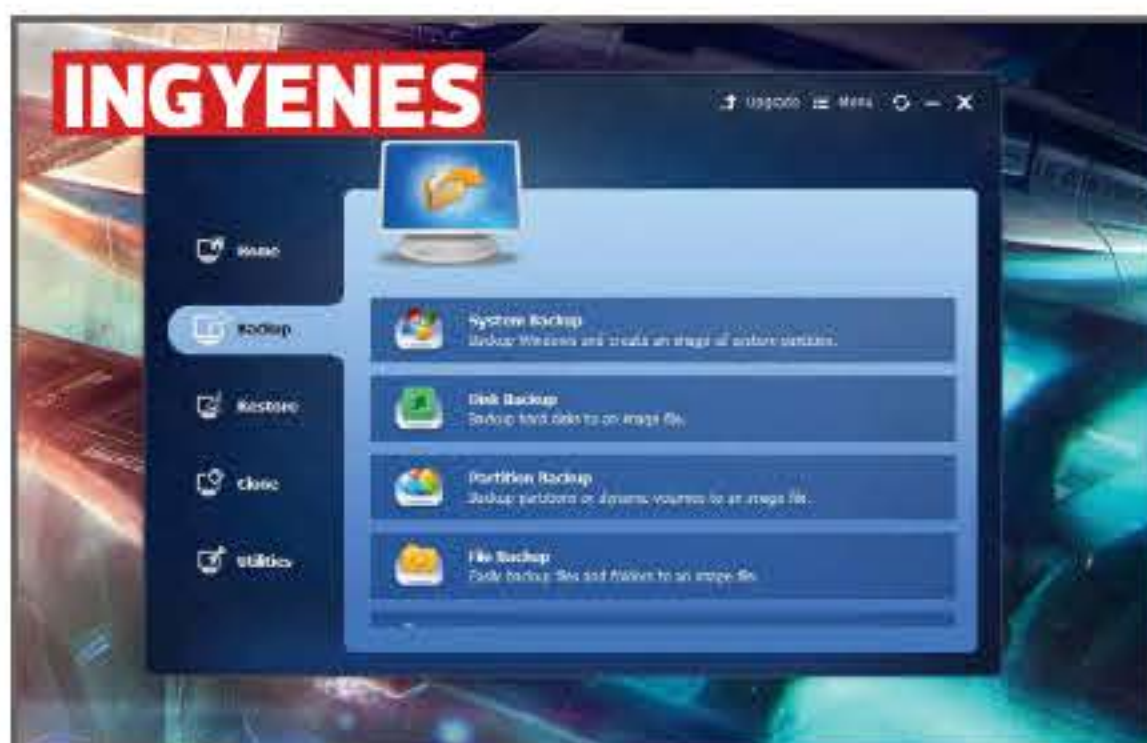 INGYENES
Upgrade Menu
Home
Backup
Restore
Clone
Utilities
System Backup
Backup Windows and create an image of system partition.
Disk Backup
Backup hard disks to an image file.
Partition Backup
Backup partitions or dynamic volumes to an image file.
File Backup
Easily backup files and folders to an image file.